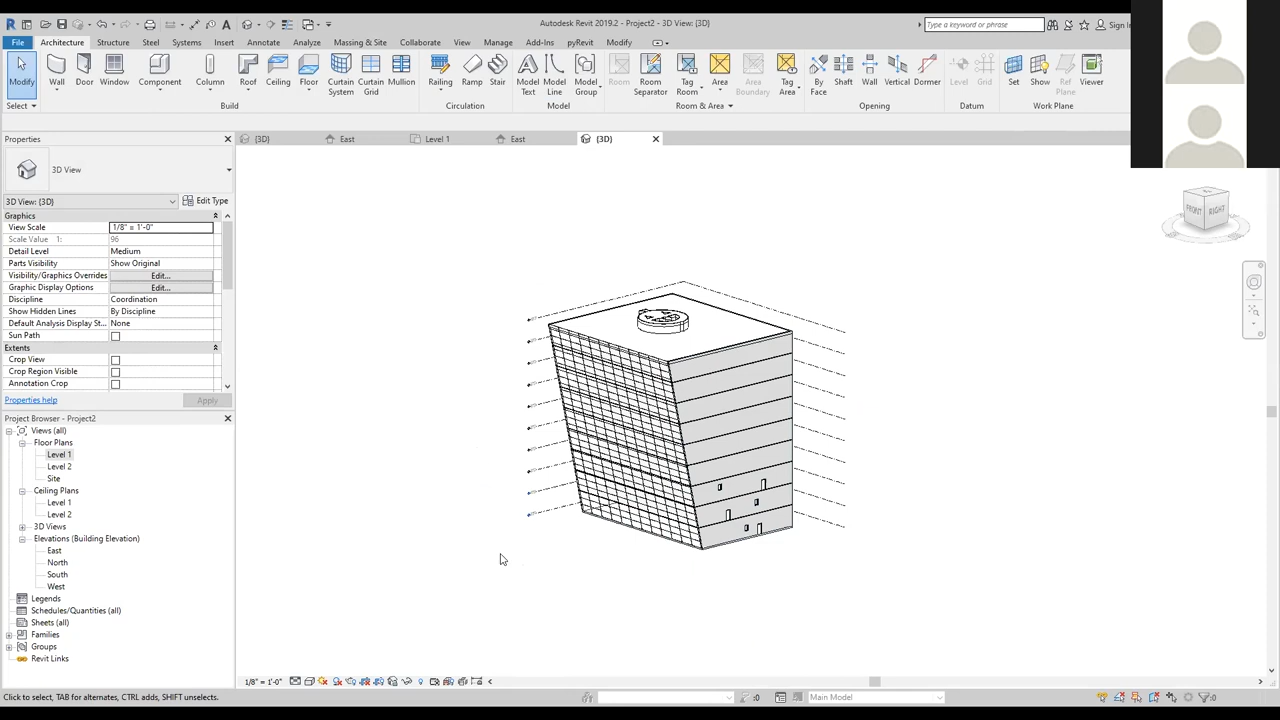 Autodesk Revit 2019.2 - Project2 - 3D View: {3D}
Type a keyword or phrase
Sign In
File
Architecture
Structure
Steel
Systems
Insert
Annotate
Analyze
Massing & Site
Collaborate
View
Manage
Add-Ins
pyRevit
Modify
Modify
Wall
Door
Window
Component
Column
Roof
Ceiling
Floor
Curtain
System
Curtain
Grid
Mullion
Railing
Ramp
Stair
Model
Text
Model
Line
Model
Group
Room
Room
Separator
Tag
Room
Area
Area
Boundary
Tag
Area
By
Face
Shaft
Wall
Vertical
Dormer
Level
Grid
Set
Show
Ref
Plane
Viewer
Select
Build
Circulation
Model
Room & Area
Opening
Datum
Work Plane
Properties
{3D}
East
Level 1
East
{3D}
3D View
3D View: {3D}
Edit Type
Graphics
View Scale
1/8" = 1'-0"
Scale Value 1:
96
Detail Level
Medium
Parts Visibility
Show Original
Visibility/Graphics Overrides
Edit...
Graphic Display Options
Edit...
Discipline
Coordination
Show Hidden Lines
By Discipline
Default Analysis Display St...
None
Sun Path
Extents
Crop View
Crop Region Visible
Annotation Crop
Properties help
Apply
Project Browser - Project2
Views (all)
Floor Plans
Level 1
Level 2
Site
Ceiling Plans
Level 1
Level 2
3D Views
Elevations (Building Elevation)
East
North
South
West
Legends
Schedules/Quantities (all)
Sheets (all)
Families
Groups
Revit Links
FRONT
RIGHT
1/8" = 1'-0"
Click to select, TAB for alternates, CTRL adds, SHIFT unselects.
:0
Main Model
:0